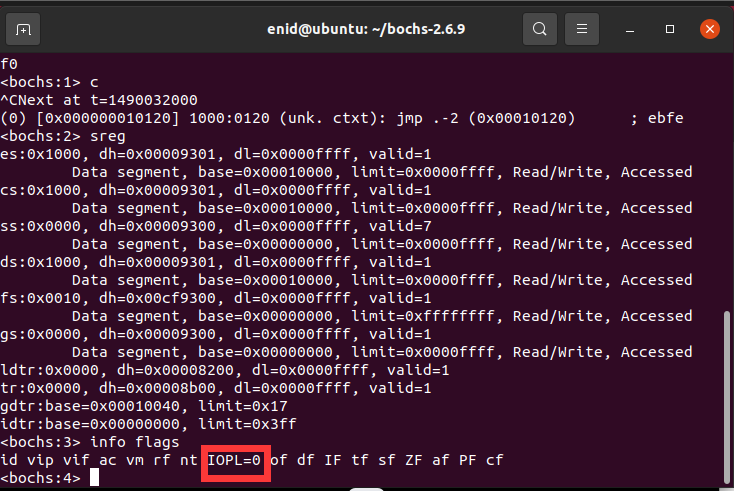 enid@ubuntu: ~/bochs-2.6.9
f0
<bochs:1> c
^CNext at t=1490032000
(0) [0x000000010120] 1000:0120 (unk. ctxt): jmp .-2 (0x00010120)      ; ebfe
<bochs:2> sreg
es:0x1000, dh=0x00009301, dl=0x0000ffff, valid=1
        Data segment, base=0x00010000, limit=0x0000ffff, Read/Write, Accessed
cs:0x1000, dh=0x00009301, dl=0x0000ffff, valid=1
        Data segment, base=0x00010000, limit=0x0000ffff, Read/Write, Accessed
ss:0x0000, dh=0x00009300, dl=0x0000ffff, valid=7
        Data segment, base=0x00000000, limit=0x0000ffff, Read/Write, Accessed
ds:0x1000, dh=0x00009301, dl=0x0000ffff, valid=1
        Data segment, base=0x00010000, limit=0x0000ffff, Read/Write, Accessed
fs:0x0010, dh=0x00cf9300, dl=0x0000ffff, valid=1
        Data segment, base=0x00000000, limit=0xffffffff, Read/Write, Accessed
gs:0x0000, dh=0x00009300, dl=0x0000ffff, valid=1
        Data segment, base=0x00000000, limit=0x0000ffff, Read/Write, Accessed
ldtr:0x0000, dh=0x00008200, dl=0x0000ffff, valid=1
tr:0x0000, dh=0x00008b00, dl=0x0000ffff, valid=1
gdtr:base=0x00010040, limit=0x17
idtr:base=0x00000000, limit=0x3ff
<bochs:3> info flags
id vip vif ac vm rf nt IOPL=0 of df IF tf sf ZF af PF cf
<bochs:4>